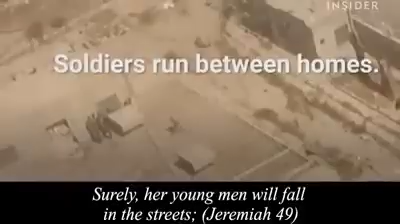 INSIDER
Soldiers run between homes.
Surely, her young men will fall
in the streets; (Jeremiah 49)